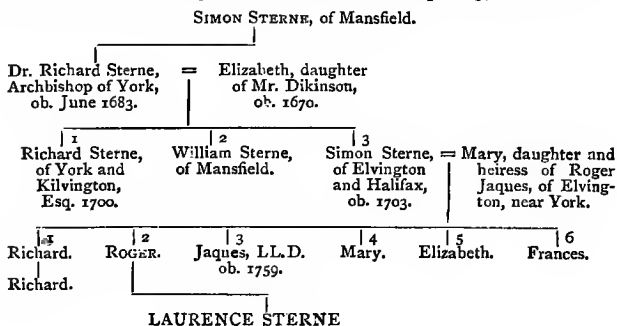 SIMON STERNE, of Mansfield.
Dr. Richard Sterne, = Elizabeth, daughter
Archbishop of York, of Mr. Dikinson,
ob. June 1683. ob. 1670.
1 2 3
Richard Sterne, William Sterne, Simon Sterne, = Mary, daughter and
of York and of Mansfield. of Elvington heiress of Roger
Kilvington, and Halifax, Jaques, of Elving-
Esq. 1700. ob. 1703. ton, near York.
1 2 3 4 5 6
Richard. ROGER. Jaques, LL.D. Mary. Elizabeth. Frances.
ob. 1759.
Richard.
LAURENCE STERNE